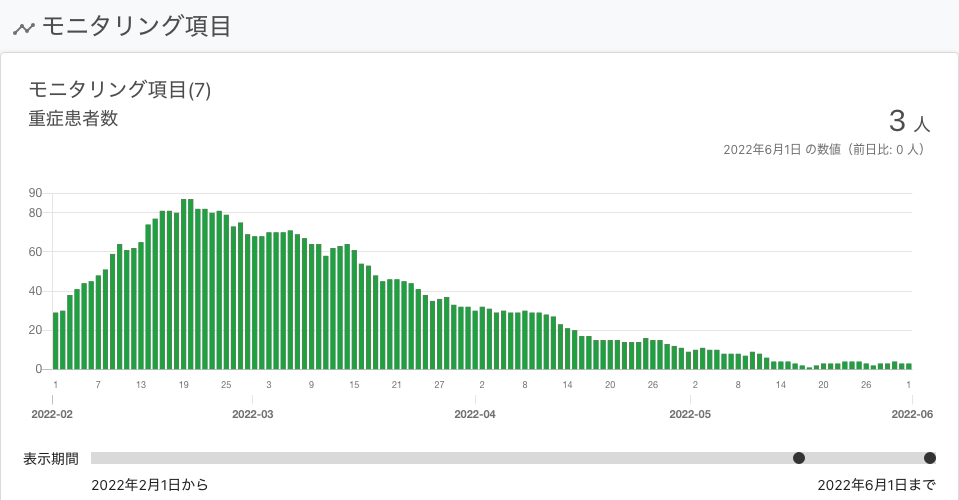 モニタリング項目
モニタリング項目(7)
重症患者数
3 人
2022年6月1日 の数値（前日比: 0 人）
90
80
60
40
20
0
1 7 13 19 25 3 9 15 21 27 2 8 14 20 26 2 8 14 20 26 1
2022-02 2022-03 2022-04 2022-05 2022-06
表示期間
2022年2月1日から 2022年6月1日まで